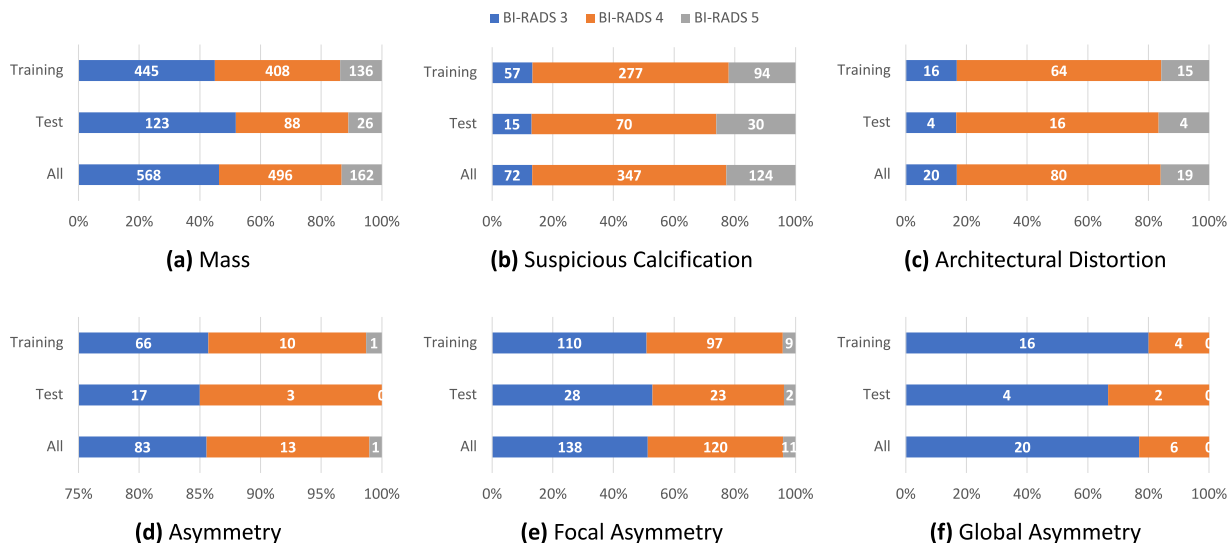 BI-RADS 3 BI-RADS 4 BI-RADS 5
Training 445 408 136
Test 123 88 26
All 568 496 162
0% 20% 40% 60% 80% 100%
(a) Mass
Training 57 277 94
Test 15 70 30
All 72 347 124
0% 20% 40% 60% 80% 100%
(b) Suspicious Calcification
Training 16 64 15
Test 4 16 4
All 20 80 19
0% 20% 40% 60% 80% 100%
(c) Architectural Distortion
Training 66 10 1
Test 17 3 0
All 83 13 1
75% 80% 85% 90% 95% 100%
(d) Asymmetry
Training 110 97 9
Test 28 23 2
All 138 120 11
0% 20% 40% 60% 80% 100%
(e) Focal Asymmetry
Training 16 4 0
Test 4 2 0
All 20 6 0
0% 20% 40% 60% 80% 100%
(f) Global Asymmetry